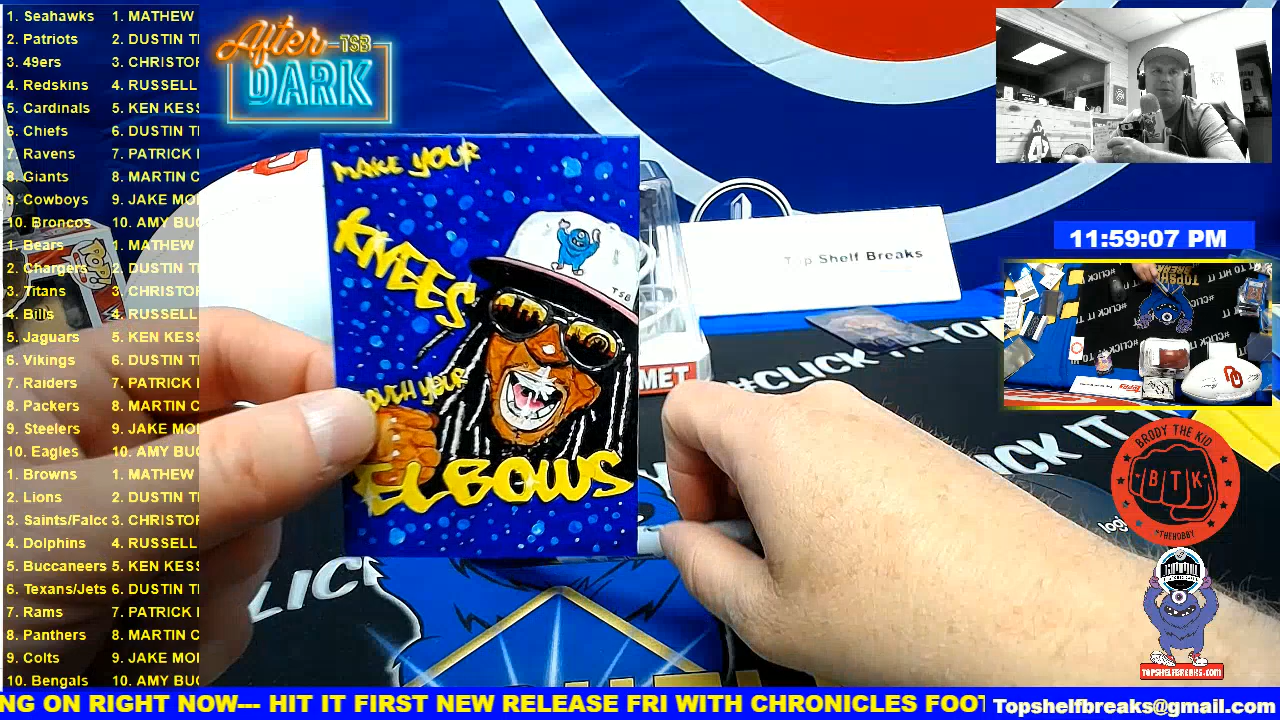 1. Seahawks 1. MATHEW
2. Patriots 2. DUSTIN
3. 49ers 3. CHRISTOF
4. Redskins 4. RUSSELL
5. Cardinals 5. KEN KESS
6. Chiefs 6. DUSTIN
7. Ravens 7. PATRICK
8. Giants 8. MARTIN C
9. Cowboys 9. JAKE MO
10. Broncos 10. AMY BUC
1. Bears 1. MATHEW
2. Chargers 2. DUSTIN
3. Titans 3. CHRISTOF
4. Bills 4. RUSSELL
5. Jaguars 5. KEN KESS
6. Vikings 6. DUSTIN
7. Raiders 7. PATRICK
8. Packers 8. MARTIN C
9. Steelers 9. JAKE MO
10. Eagles 10. AMY BUC
1. Browns 1. MATHEW
2. Lions 2. DUSTIN
3. Saints/Falco 3. CHRISTOF
4. Dolphins 4. RUSSELL
5. Buccaneers 5. KEN KESS
6. Texans/Jets 6. DUSTIN
7. Rams 7. PATRICK
8. Panthers 8. MARTIN C
9. Colts 9. JAKE MO
10. Bengals 10. AMY BUC
After
TSB
DARK
MAKE YOUR
KNEES
TOUCH YOUR
ELBOWS
TSB
Top Shelf Breaks
MET
#CLICK IT TO
CK IT
CLICK
11:59:07 PM
BRODY THE KID
BTK
#THEHOBBY
TOPSHELFBREAKS.COM
NG ON RIGHT NOW--- HIT IT FIRST NEW RELEASE FRI WITH CHRONICLES FOOT
Topshelfbreaks@gmail.com